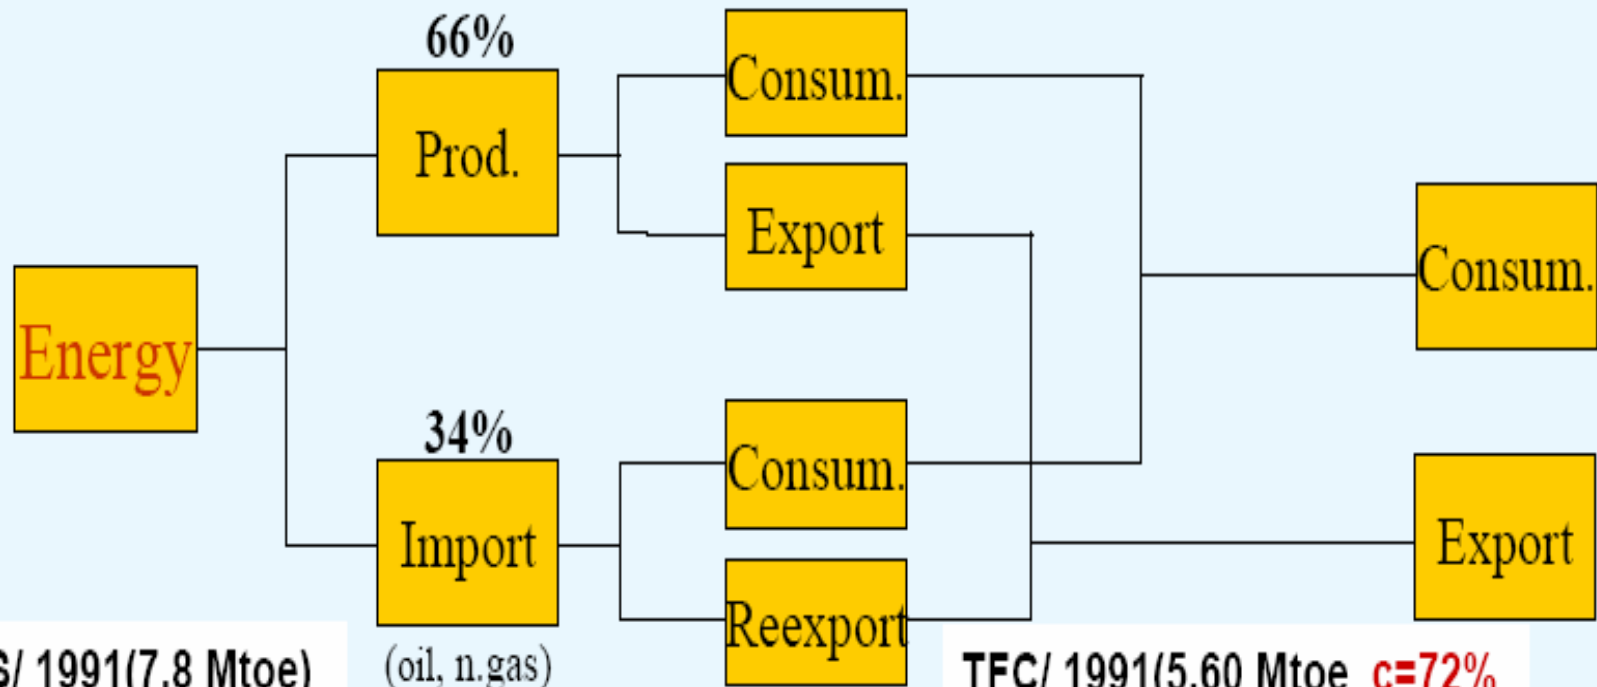 66%
Prod.
Consum.
Export
Energy
Consum.
34%
Import
(oil, n.gas)
Consum.
Reexport
Export
S/ 1991(7.8 Mtoe)
TFC/ 1991(5.60 Mtoe c=72%